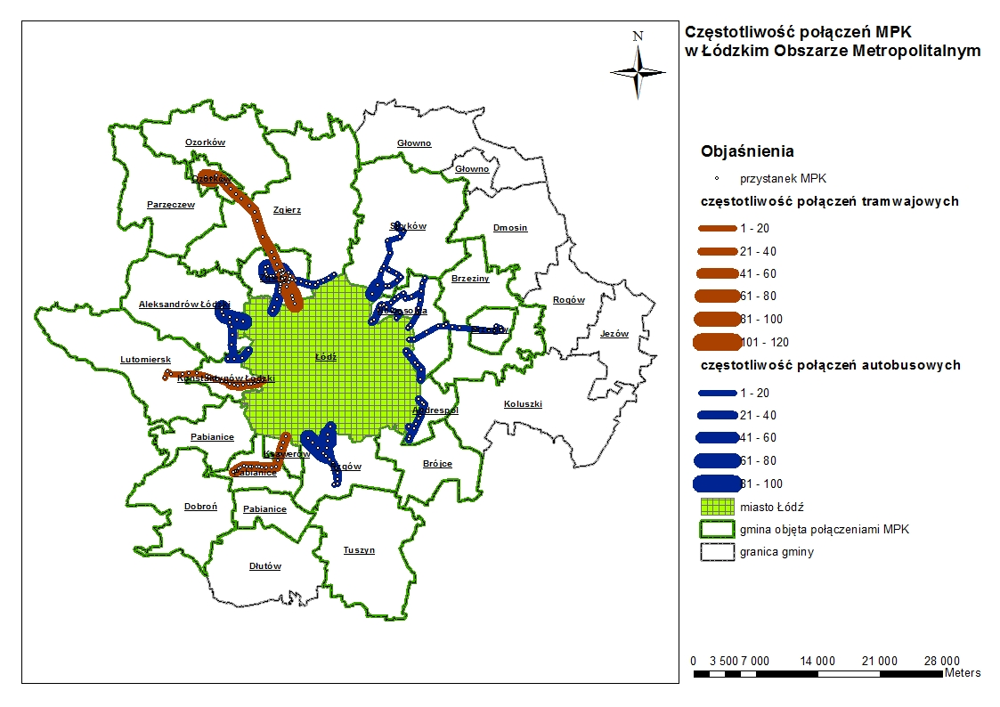 Częstotliwość połączeń MPK
w Łódzkim Obszarze Metropolitalnym
N
Ozorków
Głowno
Głowno
Ozorków
Parzęczew
Zgierz
Stryków
Dmosin
Brzeziny
Aleksandrów Łódzki
Nowosolna
Rogów
Jeżów
Łódź
Lutomiersk
Konstantynów Łódzki
Andrespol
Koluszki
Pabianice
Ksawerów
Rzgów
Brójce
Pabianice
Dobroń
Pabianice
Tuszyn
Dłutów
Objaśnienia
przystanek MPK
częstotliwość połączeń tramwajowych
1 - 20
21 - 40
41 - 60
61 - 80
81 - 100
101 - 120
częstotliwość połączeń autobusowych
1 - 20
21 - 40
41 - 60
61 - 80
81 - 100
miasto Łódź
gmina objęta połączeniami MPK
granica gminy
0 3 500 7 000 14 000 21 000 28 000
Meters